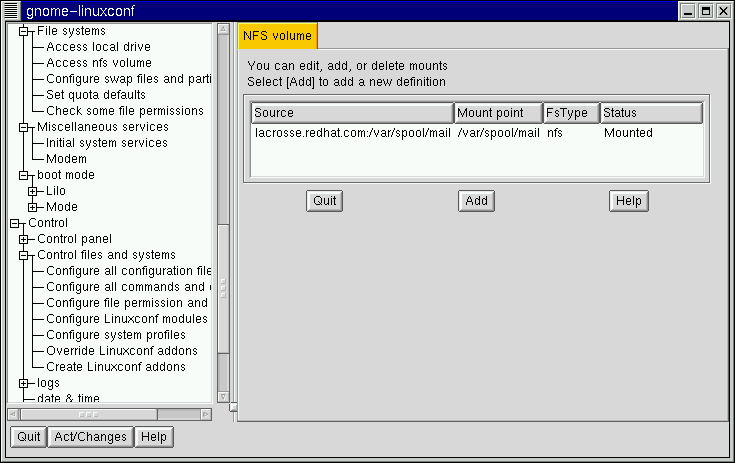 gnome-linuxconf
File systems
Access local drive
Access nfs volume
Configure swap files and parti
Set quota defaults
Check some file permissions
Miscellaneous services
Initial system services
Modem
boot mode
Lilo
Mode
Control
Control panel
Control files and systems
Configure all configuration file
Configure all commands and
Configure file permission and
Configure Linuxconf modules
Configure system profiles
Override Linuxconf addons
Create Linuxconf addons
logs
date & time
Quit Act/Changes Help
NFS volume
You can edit, add, or delete mounts
Select [Add] to add a new definition
Source Mount point FsType Status
lacrosse.redhat.com:/var/spool/mail /var/spool/mail nfs Mounted
Quit Add Help